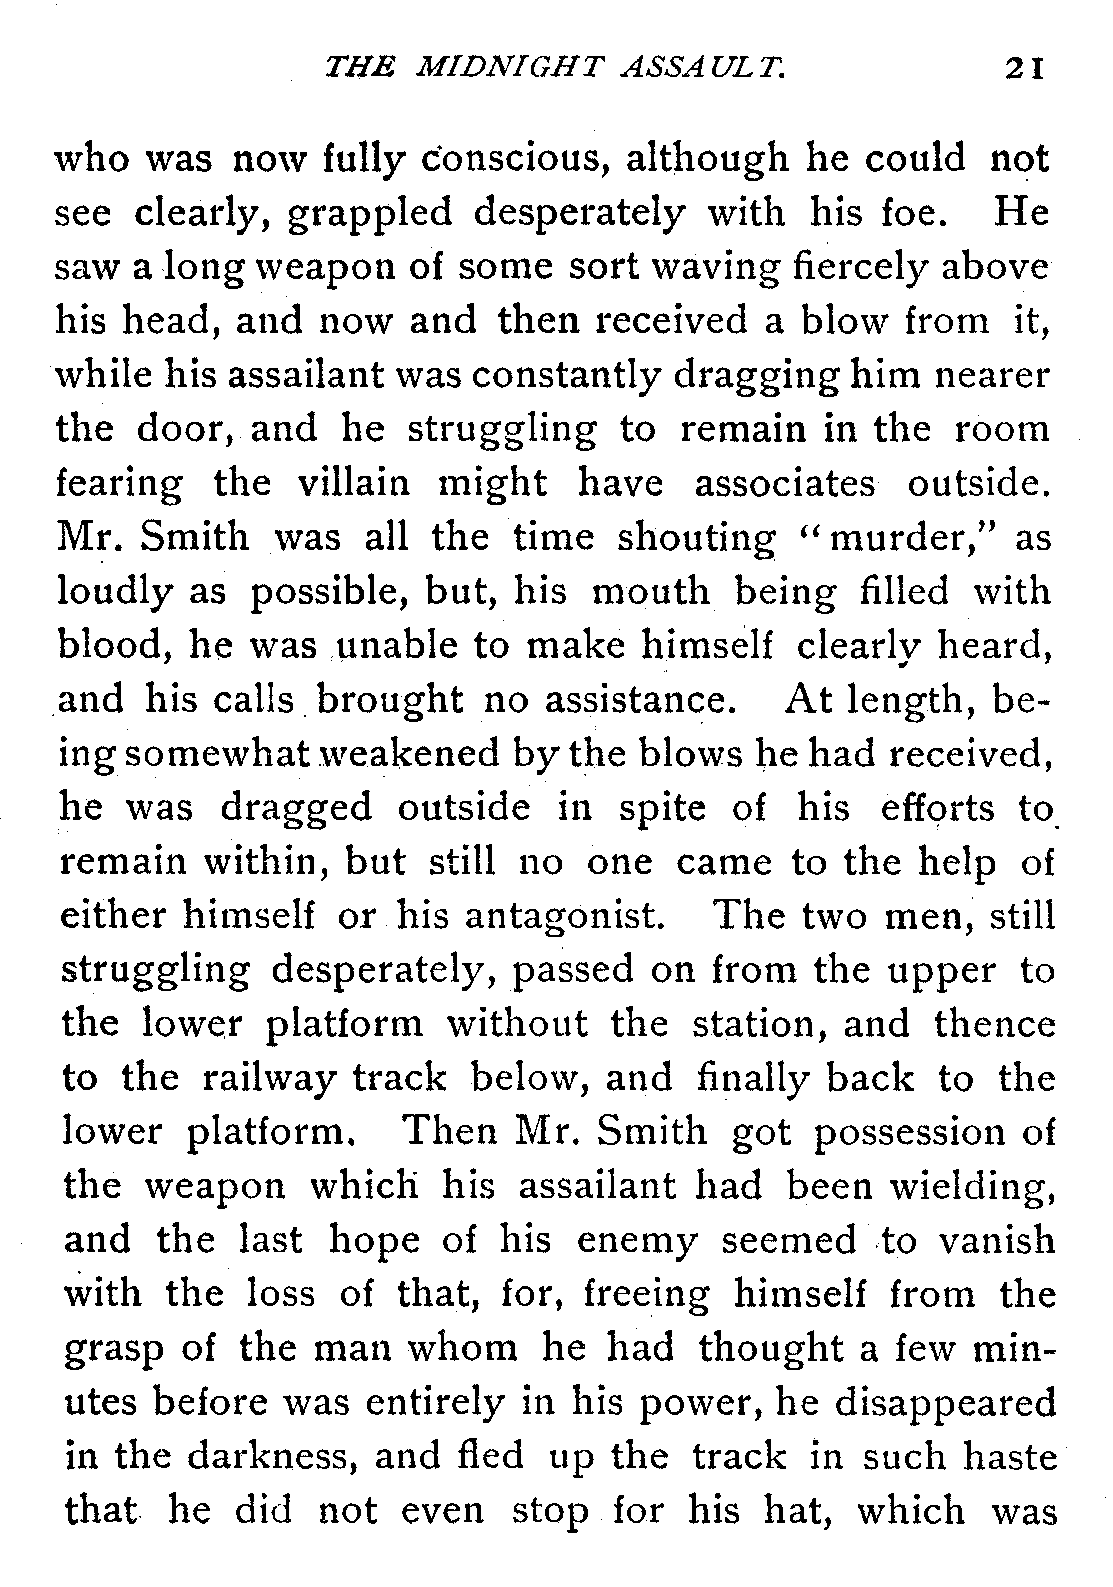 THE MIDNIGHT ASSAULT. 21
who was now fully conscious, although he could not
see clearly, grappled desperately with his foe. He
saw a long weapon of some sort waving fiercely above
his head, and now and then received a blow from it,
while his assailant was constantly dragging him nearer
the door, and he struggling to remain in the room
fearing the villain might have associates outside.
Mr. Smith was all the time shouting "murder," as
loudly as possible, but, his mouth being filled with
blood, he was unable to make himself clearly heard,
and his calls brought no assistance. At length, be-
ing somewhat weakened by the blows he had received,
he was dragged outside in spite of his efforts to
remain within, but still no one came to the help of
either himself or his antagonist. The two men, still
struggling desperately, passed on from the upper to
the lower platform without the station, and thence
to the railway track below, and finally back to the
lower platform. Then Mr. Smith got possession of
the weapon which his assailant had been wielding,
and the last hope of his enemy seemed to vanish
with the loss of that, for, freeing himself from the
grasp of the man whom he had thought a few min-
utes before was entirely in his power, he disappeared
in the darkness, and fled up the track in such haste
that he did not even stop for his hat, which was